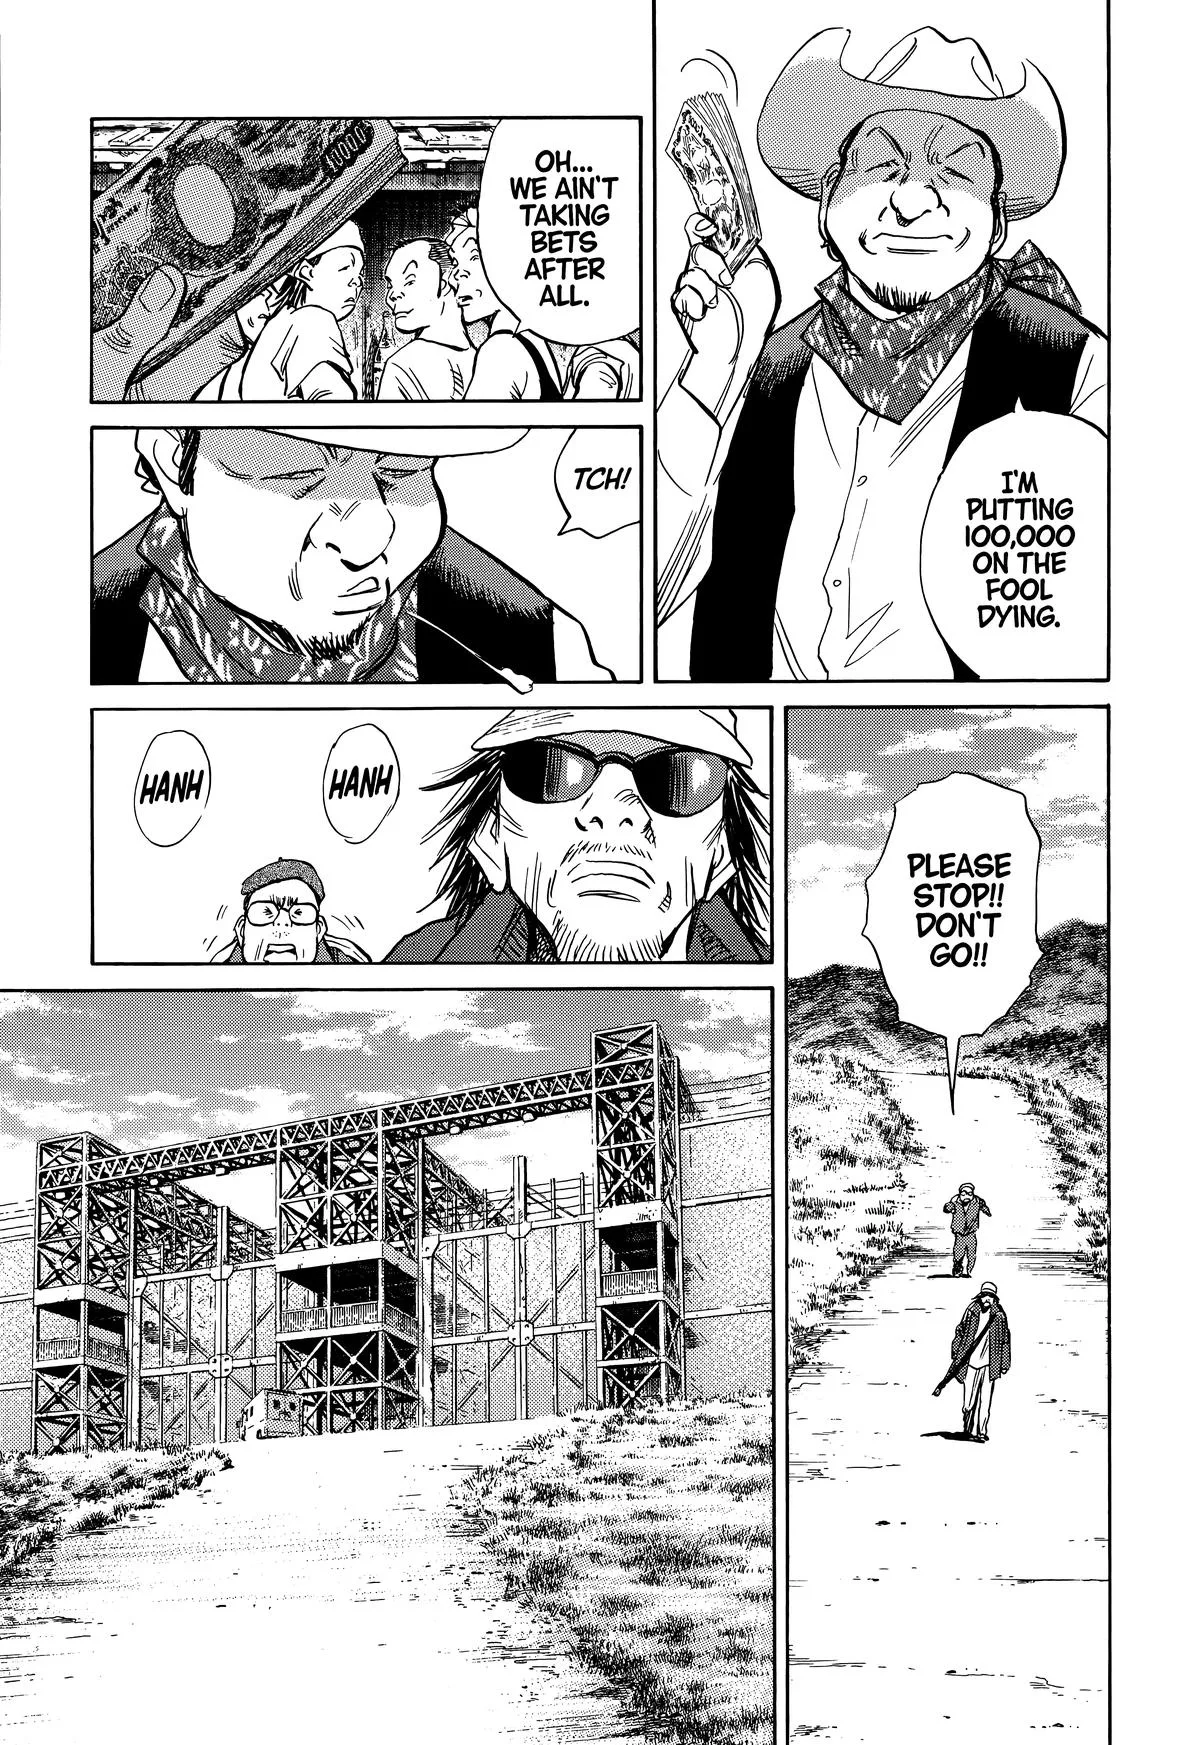 I'M
PUTTING
100,000
ON THE
FOOL
DYING.
OH...
WE AIN'T
TAKING
BETS
AFTER
ALL.
TCH!
PLEASE
STOP!!
DON'T
GO!!
HANH
HANH